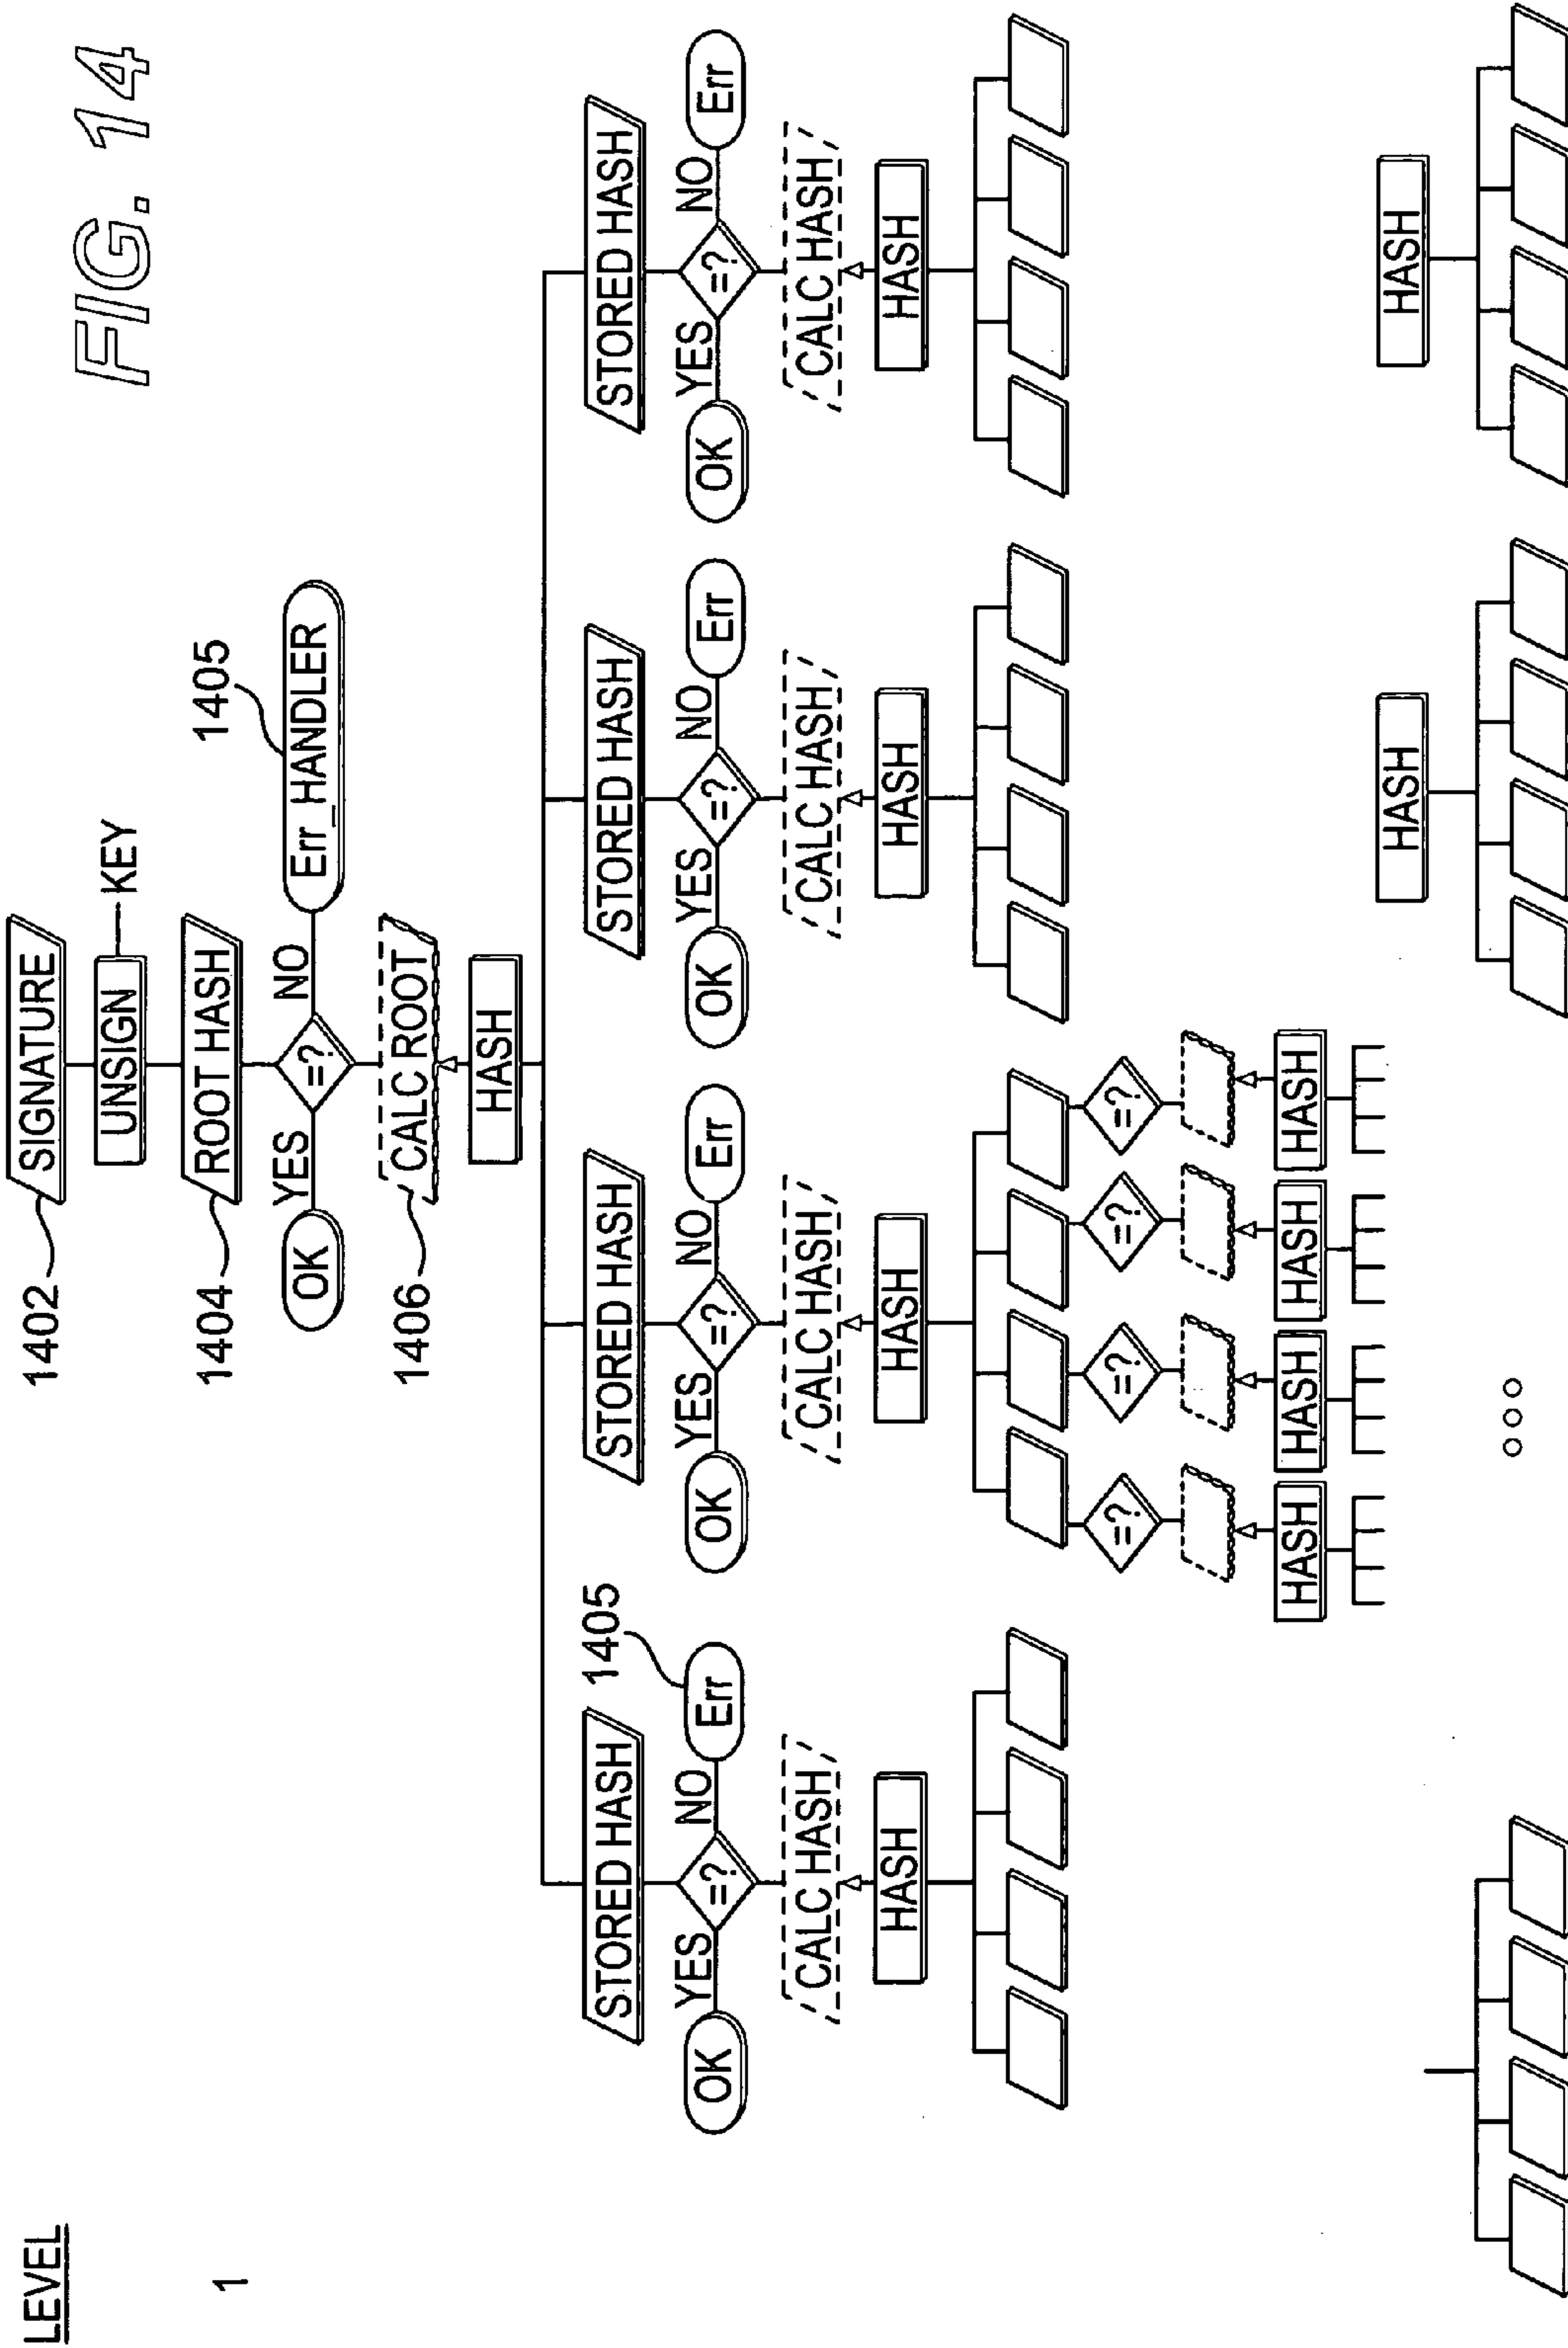 LEVEL
FIG. 14
1402
SIGNATURE
UNSIGN
KEY
1
1404
ROOT HASH
1405
OK
YES
=?
NO
Err_HANDLER
1406
CALC ROOT
HASH
STORED HASH
1405
STORED HASH
STORED HASH
STORED HASH
OK
YES
=?
NO
Err
OK
YES
=?
NO
Err
OK
YES
=?
NO
Err
OK
YES
=?
NO
Err
CALC HASH
CALC HASH
CALC HASH
CALC HASH
HASH
HASH
HASH
HASH
=?
=?
=?
=?
HASH
HASH
HASH
HASH
HASH
HASH